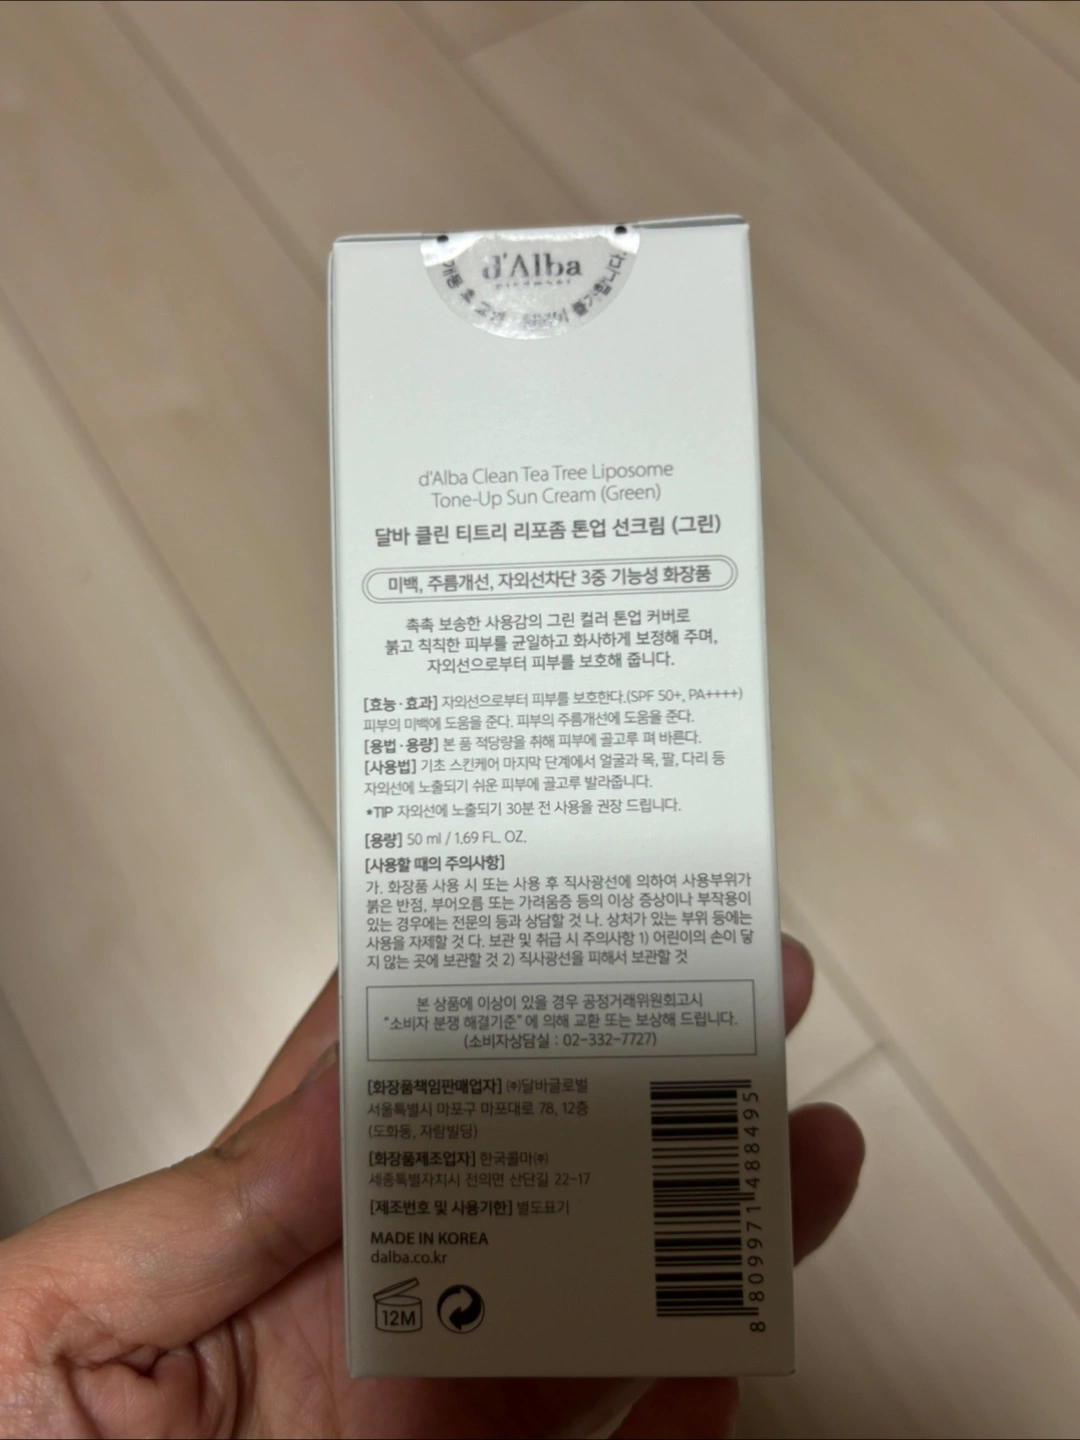 d'Alba
piedmont
개봉 후 교환 반품이 불가합니다.
d'Alba Clean Tea Tree Liposome
Tone-Up Sun Cream (Green)
달바 클린 티트리 리포좀 톤업 선크림 (그린)
미백, 주름개선, 자외선차단 3중 기능성 화장품
촉촉 보송한 사용감의 그린 컬러 톤업 커버로
붉고 칙칙한 피부를 균일하고 화사하게 보정해 주며,
자외선으로부터 피부를 보호해 줍니다.
[효능·효과] 자외선으로부터 피부를 보호한다.(SPF 50+, PA++++)
피부의 미백에 도움을 준다. 피부의 주름개선에 도움을 준다.
[용법·용량] 본 품 적당량을 취해 피부에 골고루 펴 바른다.
[사용법] 기초 스킨케어 마지막 단계에서 얼굴과 목, 팔, 다리 등
자외선에 노출되기 쉬운 피부에 골고루 발라줍니다.
*TIP 자외선에 노출되기 30분 전 사용을 권장 드립니다.
[용량] 50 ml / 1.69 FL. OZ.
[사용할 때의 주의사항]
가. 화장품 사용 시 또는 사용 후 직사광선에 의하여 사용부위가
붉은 반점, 부어오름 또는 가려움증 등의 이상 증상이나 부작용이
있는 경우에는 전문의 등과 상담할 것 나. 상처가 있는 부위 등에는
사용을 자제할 것 다. 보관 및 취급 시 주의사항 1) 어린이의 손이 닿
지 않는 곳에 보관할 것 2) 직사광선을 피해서 보관할 것
본 상품에 이상이 있을 경우 공정거래위원회고시
"소비자 분쟁 해결기준" 에 의해 교환 또는 보상해 드립니다.
(소비자상담실 : 02-332-7727)
[화장품책임판매업자] ㈜달바글로벌
서울특별시 마포구 마포대로 78, 12층
(도화동, 자람빌딩)
[화장품제조업자] 한국콜마㈜
세종특별자치시 전의면 산단길 22-17
[제조번호 및 사용기한] 별도표기
MADE IN KOREA
dalba.co.kr
12M
8 809971 488495